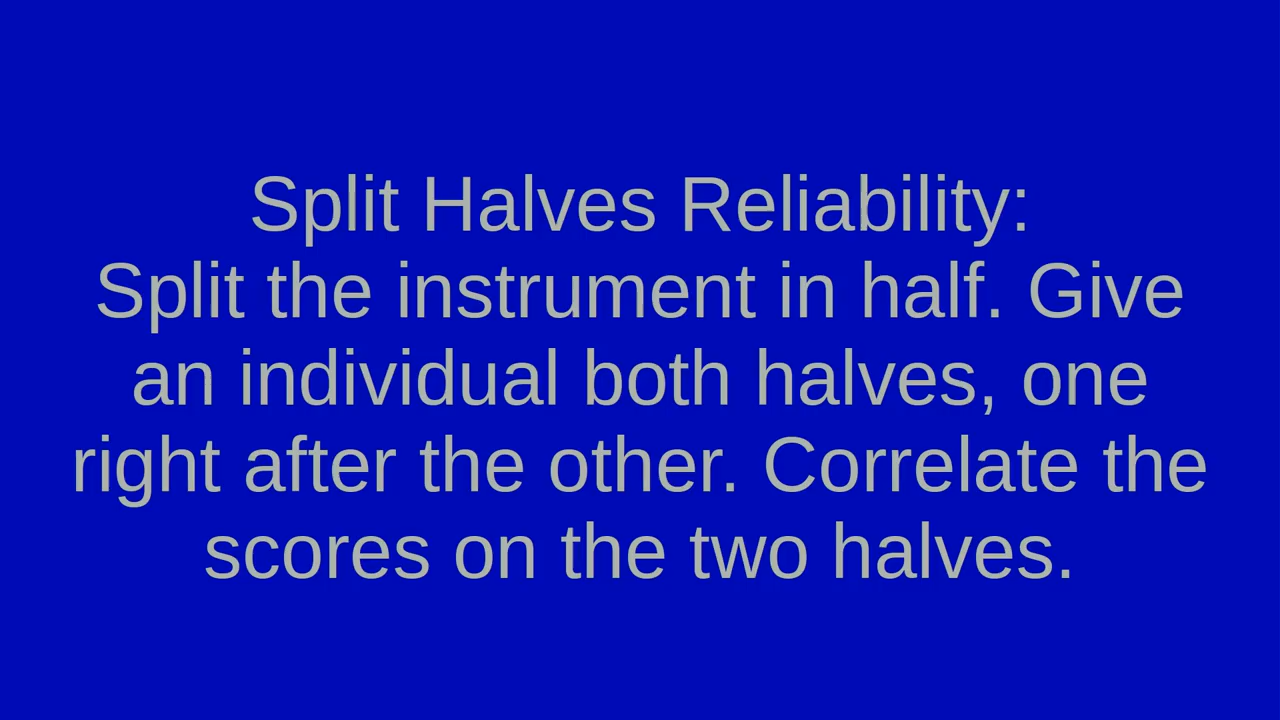 Split Halves Reliability:
Split the instrument in half. Give
an individual both halves, one
right after the other. Correlate the
scores on the two halves.